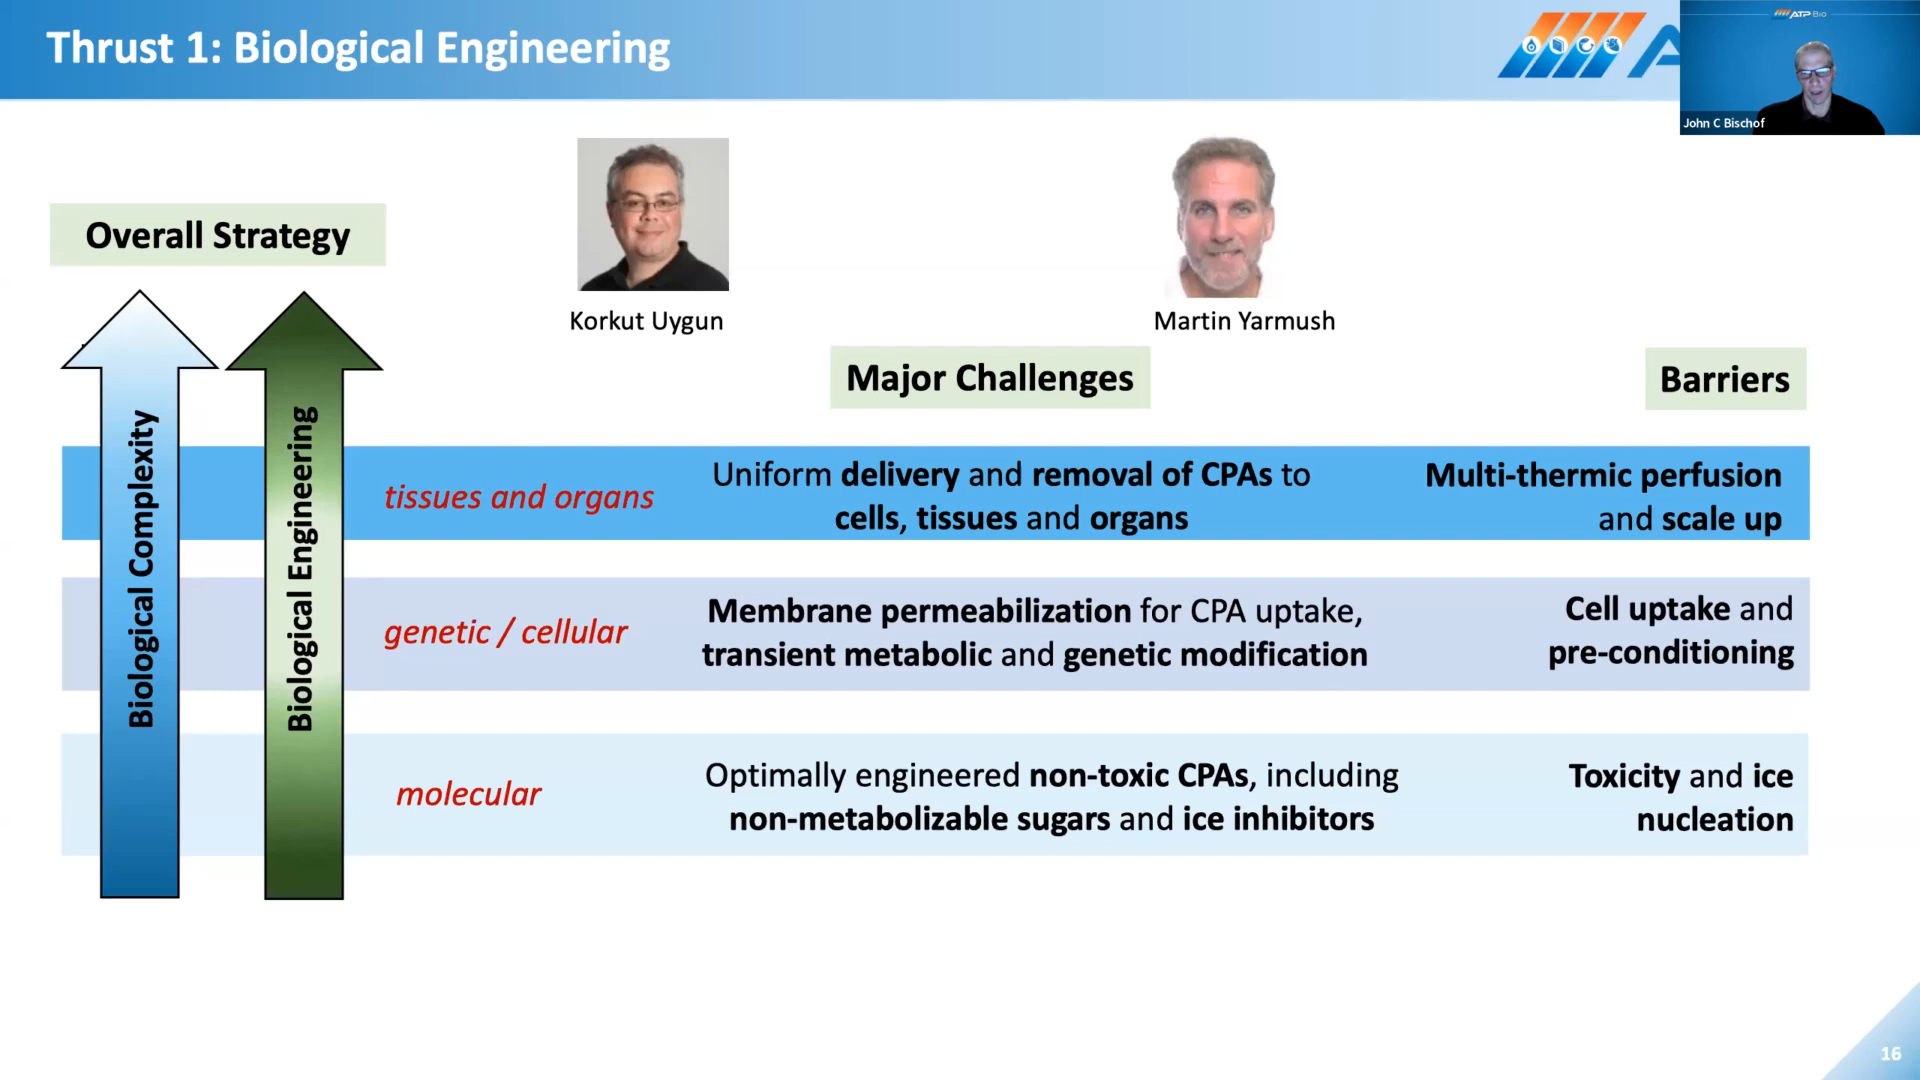 Thrust 1: Biological Engineering
ATP Bio
John C Bischof
Overall Strategy
Korkut Uygun
Martin Yarmush
Major Challenges
Barriers
Biological Complexity
Biological Engineering
tissues and organs
Uniform delivery and removal of CPAs to
cells, tissues and organs
Multi-thermic perfusion
and scale up
genetic / cellular
Membrane permeabilization for CPA uptake,
transient metabolic and genetic modification
Cell uptake and
pre-conditioning
molecular
Optimally engineered non-toxic CPAs, including
non-metabolizable sugars and ice inhibitors
Toxicity and ice
nucleation
16